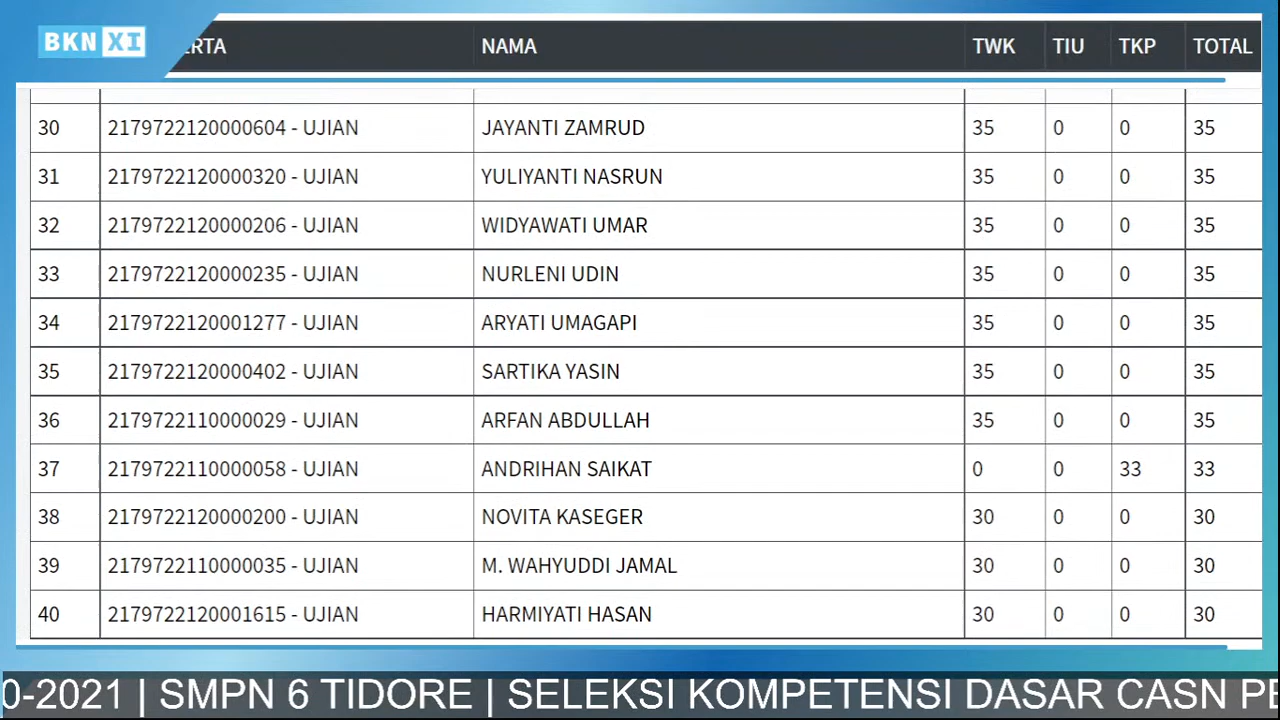 BKN XI
ERTA NAMA TWK TIU TKP TOTAL
30 2179722120000604 - UJIAN JAYANTI ZAMRUD 35 0 0 35
31 2179722120000320 - UJIAN YULIYANTI NASRUN 35 0 0 35
32 2179722120000206 - UJIAN WIDYAWATI UMAR 35 0 0 35
33 2179722120000235 - UJIAN NURLENI UDIN 35 0 0 35
34 2179722120001277 - UJIAN ARYATI UMAGAPI 35 0 0 35
35 2179722120000402 - UJIAN SARTIKA YASIN 35 0 0 35
36 2179722110000029 - UJIAN ARFAN ABDULLAH 35 0 0 35
37 2179722110000058 - UJIAN ANDRIHAN SAIKAT 0 0 33 33
38 2179722120000200 - UJIAN NOVITA KASEGER 30 0 0 30
39 2179722110000035 - UJIAN M. WAHYUDDI JAMAL 30 0 0 30
40 2179722120001615 - UJIAN HARMIYATI HASAN 30 0 0 30
0-2021 | SMPN 6 TIDORE | SELEKSI KOMPETENSI DASAR CASN PE